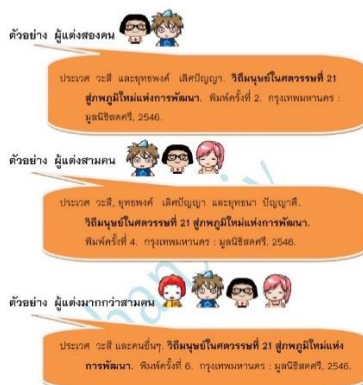 ตัวอย่าง ผู้แต่งสองคน
ประเวศ วะสี และยุทธพงศ์ เลิศปัญญา. วิถีมนุษย์ในศตวรรษที่ 21
สู่ภพภูมิใหม่แห่งการพัฒนา. พิมพ์ครั้งที่ 2. กรุงเทพมหานคร :
มูลนิธิสดศรี, 2546.
ตัวอย่าง ผู้แต่งสามคน
ประเวศ วะสี, ยุทธพงศ์ เลิศปัญญา และยุทธนา ปัญญาดี.
วิถีมนุษย์ในศตวรรษที่ 21 สู่ภพภูมิใหม่แห่งการพัฒนา.
พิมพ์ครั้งที่ 4. กรุงเทพมหานคร : มูลนิธิสดศรี, 2546.
ตัวอย่าง ผู้แต่งมากกว่าสามคน
ประเวศ วะสี และคนอื่นๆ. วิถีมนุษย์ในศตวรรษที่ 21 สู่ภพภูมิใหม่แห่ง
การพัฒนา. พิมพ์ครั้งที่ 6. กรุงเทพมหานคร : มูลนิธิสดศรี, 2546.